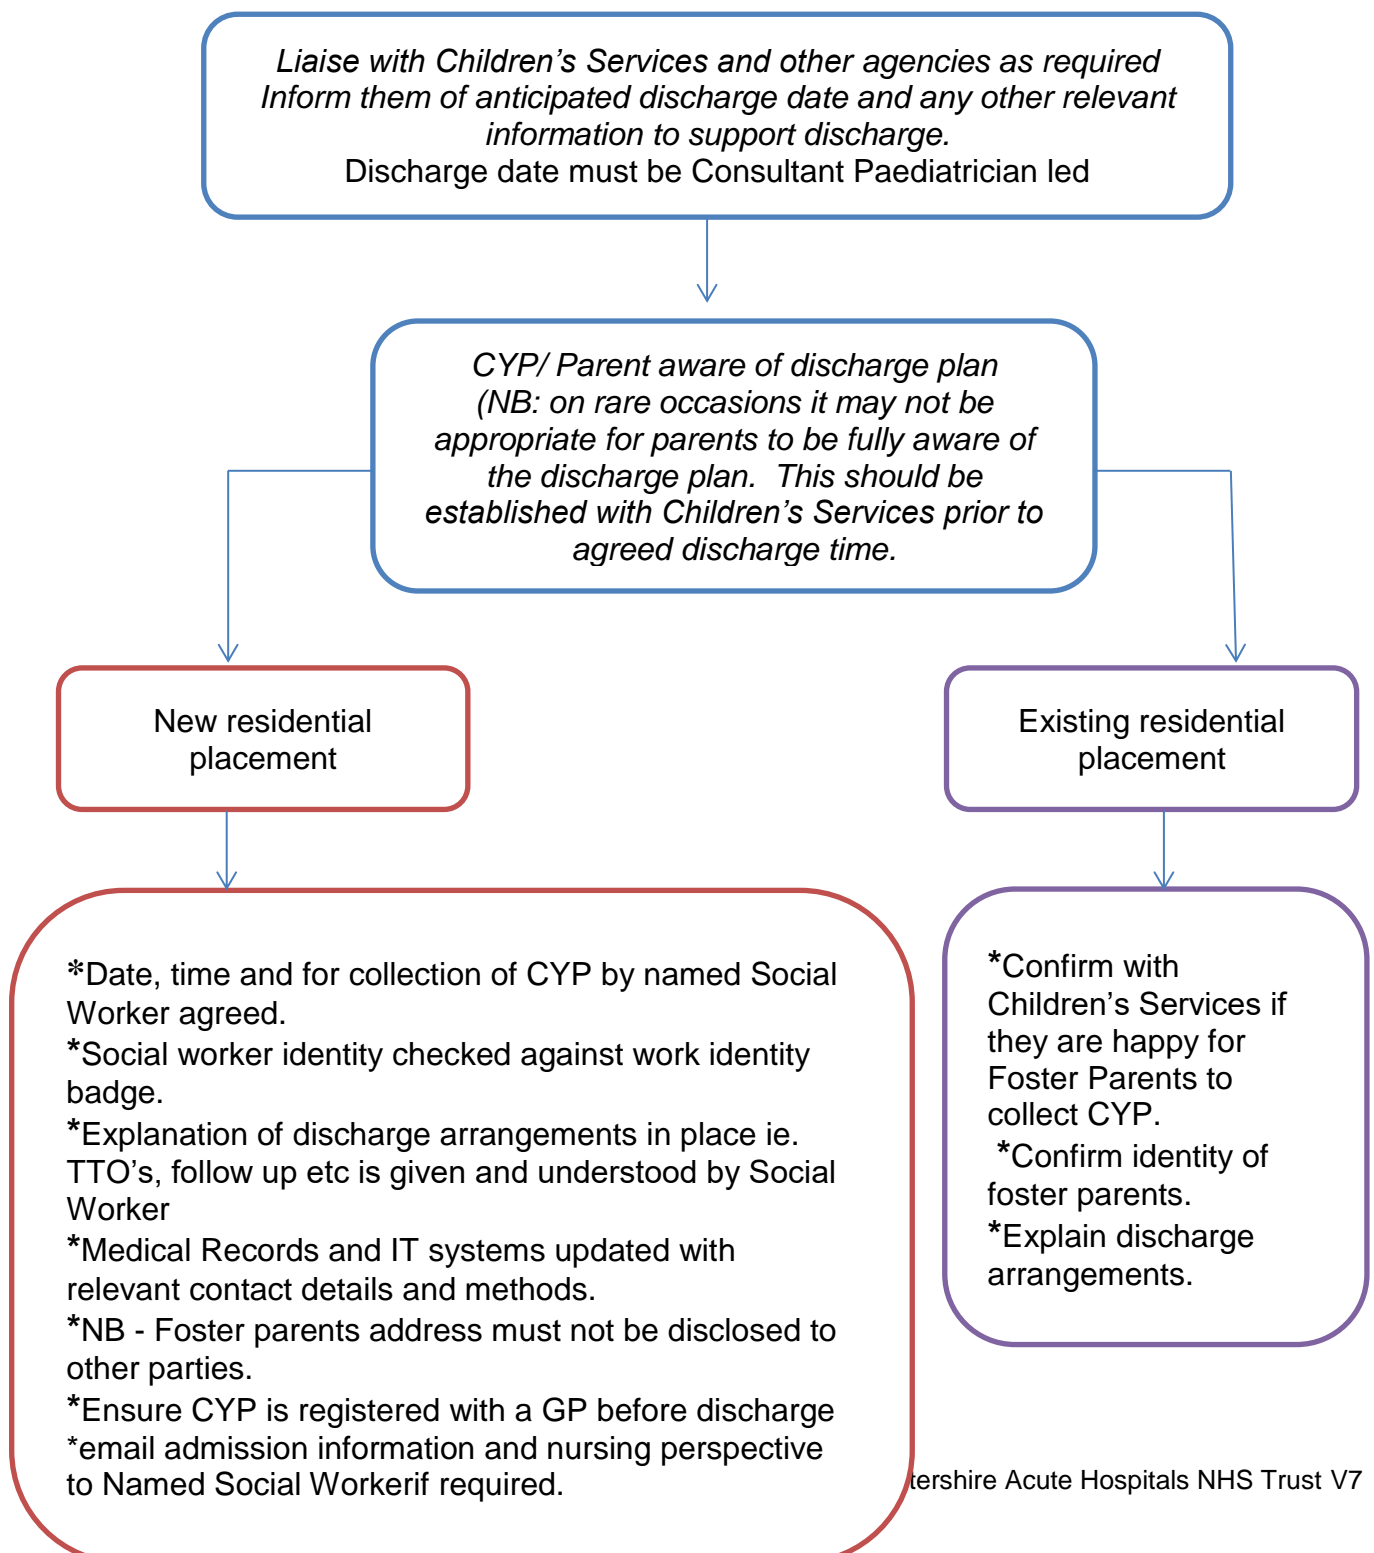 Liaise with Children’s Services and other agencies as required
Inform them of anticipated discharge date and any other relevant
information to support discharge.
Discharge date must be Consultant Paediatrician led
CYP/ Parent aware of discharge plan
(NB: on rare occasions it may not be
appropriate for parents to be fully aware of
the discharge plan. This should be
established with Children’s Services prior to
agreed discharge time.
New residential
placement
Existing residential
placement
*Date, time and for collection of CYP by named Social
Worker agreed.
*Social worker identity checked against work identity
badge.
*Explanation of discharge arrangements in place ie.
TTO’s, follow up etc is given and understood by Social
Worker
*Medical Records and IT systems updated with
relevant contact details and methods.
*NB - Foster parents address must not be disclosed to
other parties.
*Ensure CYP is registered with a GP before discharge
*email admission information and nursing perspective
to Named Social Workerif required.
*Confirm with
Children’s Services if
they are happy for
Foster Parents to
collect CYP.
*Confirm identity of
foster parents.
*Explain discharge
arrangements.
tershire Acute Hospitals NHS Trust V7